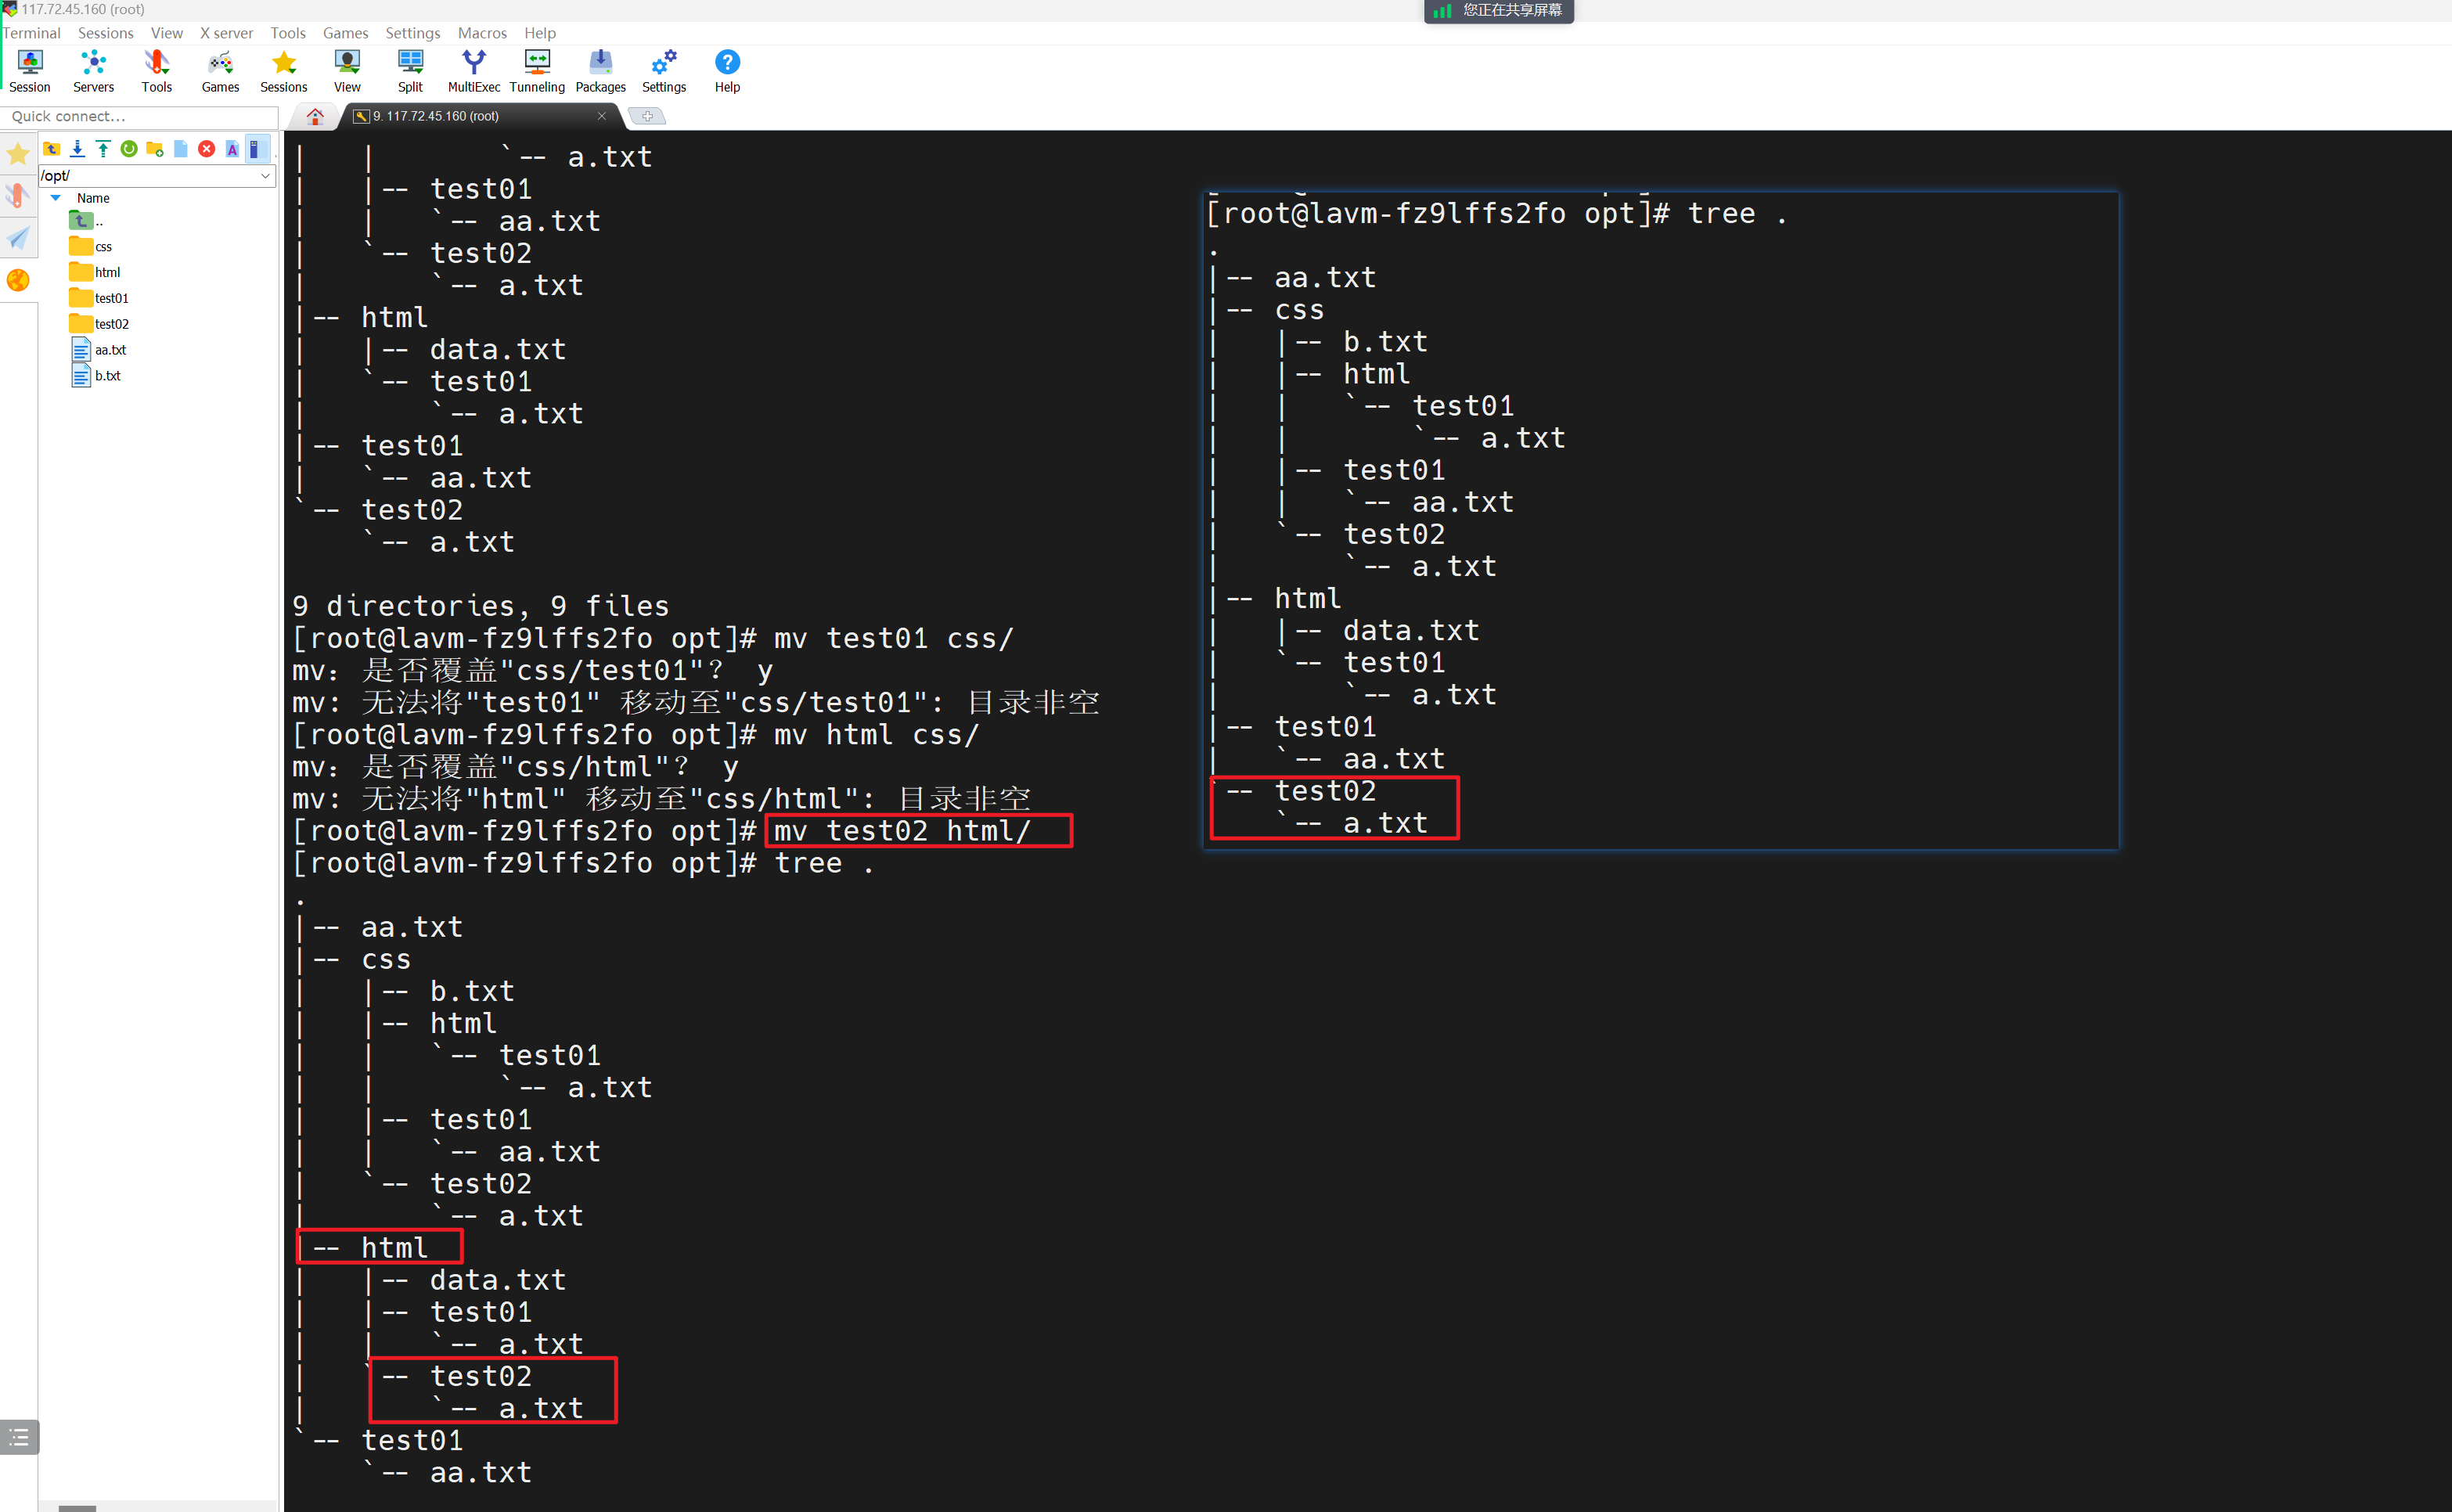 117.72.45.160 (root)
您正在共享屏幕
Terminal Sessions View X server Tools Games Settings Macros Help
Session Servers Tools Games Sessions View Split MultiExec Tunneling Packages Settings Help
Quick connect...
9. 117.72.45.160 (root)
/opt/
Name
..
css
html
test01
test02
aa.txt
b.txt
|   |       `-- a.txt
|   |-- test01
|   |   `-- aa.txt
|   `-- test02
|       `-- a.txt
|-- html
|   |-- data.txt
|   `-- test01
|       `-- a.txt
|-- test01
|   `-- aa.txt
`-- test02
    `-- a.txt
9 directories, 9 files
[root@lavm-fz9lffs2fo opt]# mv test01 css/
mv：是否覆盖"css/test01"？ y
mv: 无法将"test01" 移动至"css/test01": 目录非空
[root@lavm-fz9lffs2fo opt]# mv html css/
mv：是否覆盖"css/html"？ y
mv: 无法将"html" 移动至"css/html": 目录非空
[root@lavm-fz9lffs2fo opt]# mv test02 html/
[root@lavm-fz9lffs2fo opt]# tree .
.
|-- aa.txt
|-- css
|   |-- b.txt
|   |-- html
|   |   `-- test01
|   |       `-- a.txt
|   |-- test01
|   |   `-- aa.txt
|   `-- test02
|       `-- a.txt
|-- html
|   |-- data.txt
|   |-- test01
|   |   `-- a.txt
|   `-- test02
|       `-- a.txt
`-- test01
    `-- aa.txt
[root@lavm-fz9lffs2fo opt]# tree .
.
|-- aa.txt
|-- css
|   |-- b.txt
|   |-- html
|   |   `-- test01
|   |       `-- a.txt
|   |-- test01
|   |   `-- aa.txt
|   `-- test02
|       `-- a.txt
|-- html
|   |-- data.txt
|   `-- test01
|       `-- a.txt
|-- test01
|   `-- aa.txt
`-- test02
    `-- a.txt